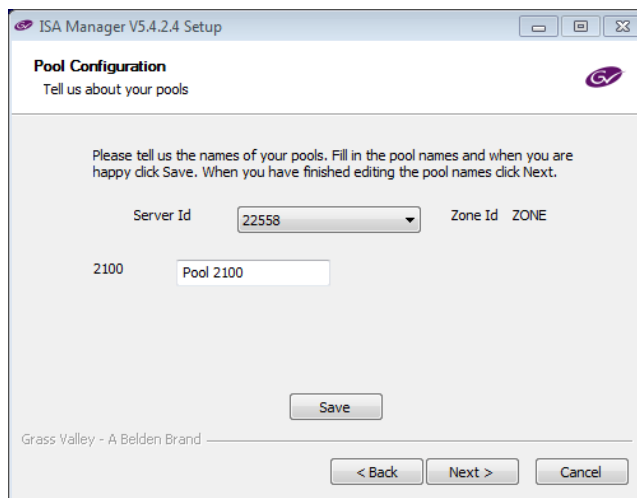 ISA Manager V5.4.2.4 Setup
Pool Configuration
Tell us about your pools
GV
Please tell us the names of your pools. Fill in the pool names and when you are
happy click Save. When you have finished editing the pool names click Next.
Server Id 22558 Zone Id ZONE
2100 Pool 2100
Save
Grass Valley - A Belden Brand
< Back Next > Cancel